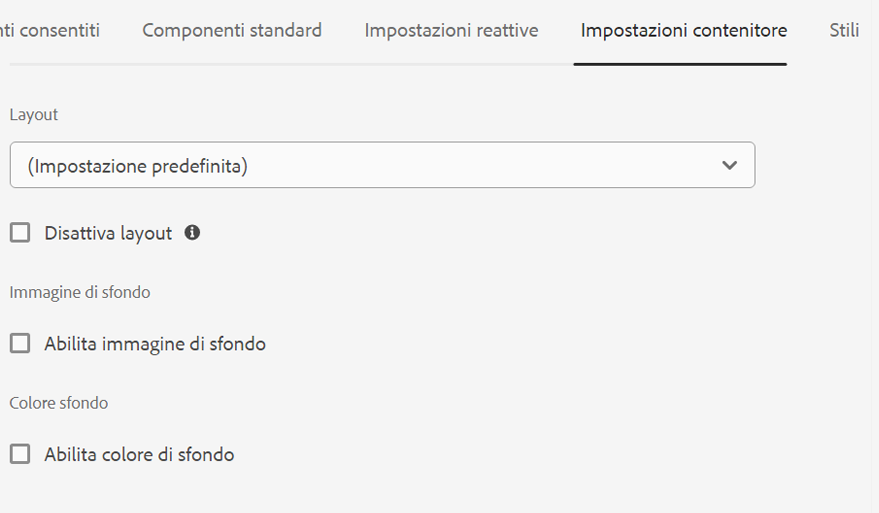 nti consentiti Componenti standard Impostazioni reattive Impostazioni contenitore Stili
Layout
(Impostazione predefinita)
Disattiva layout
Immagine di sfondo
Abilita immagine di sfondo
Colore sfondo
Abilita colore di sfondo